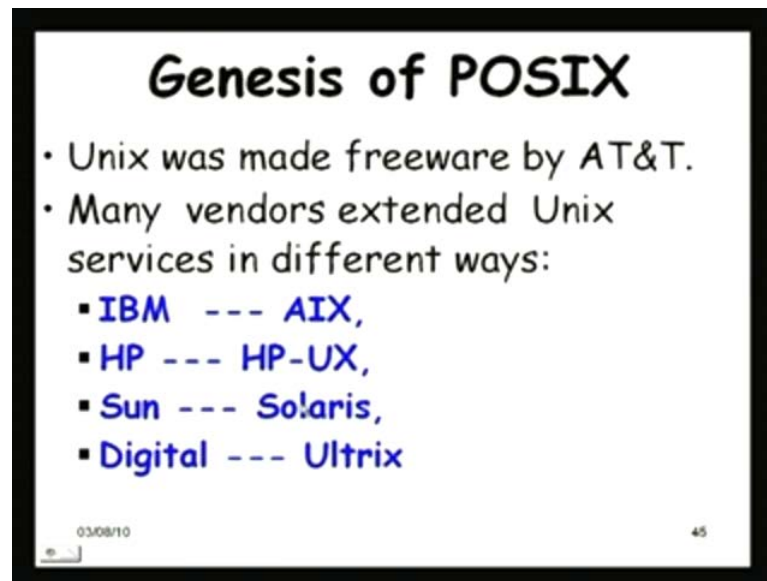 Genesis of POSIX
• Unix was made freeware by AT&T.
• Many vendors extended Unix
services in different ways:
▪ IBM --- AIX,
▪ HP --- HP-UX,
▪ Sun --- Solaris,
▪ Digital --- Ultrix
03/08/10
45